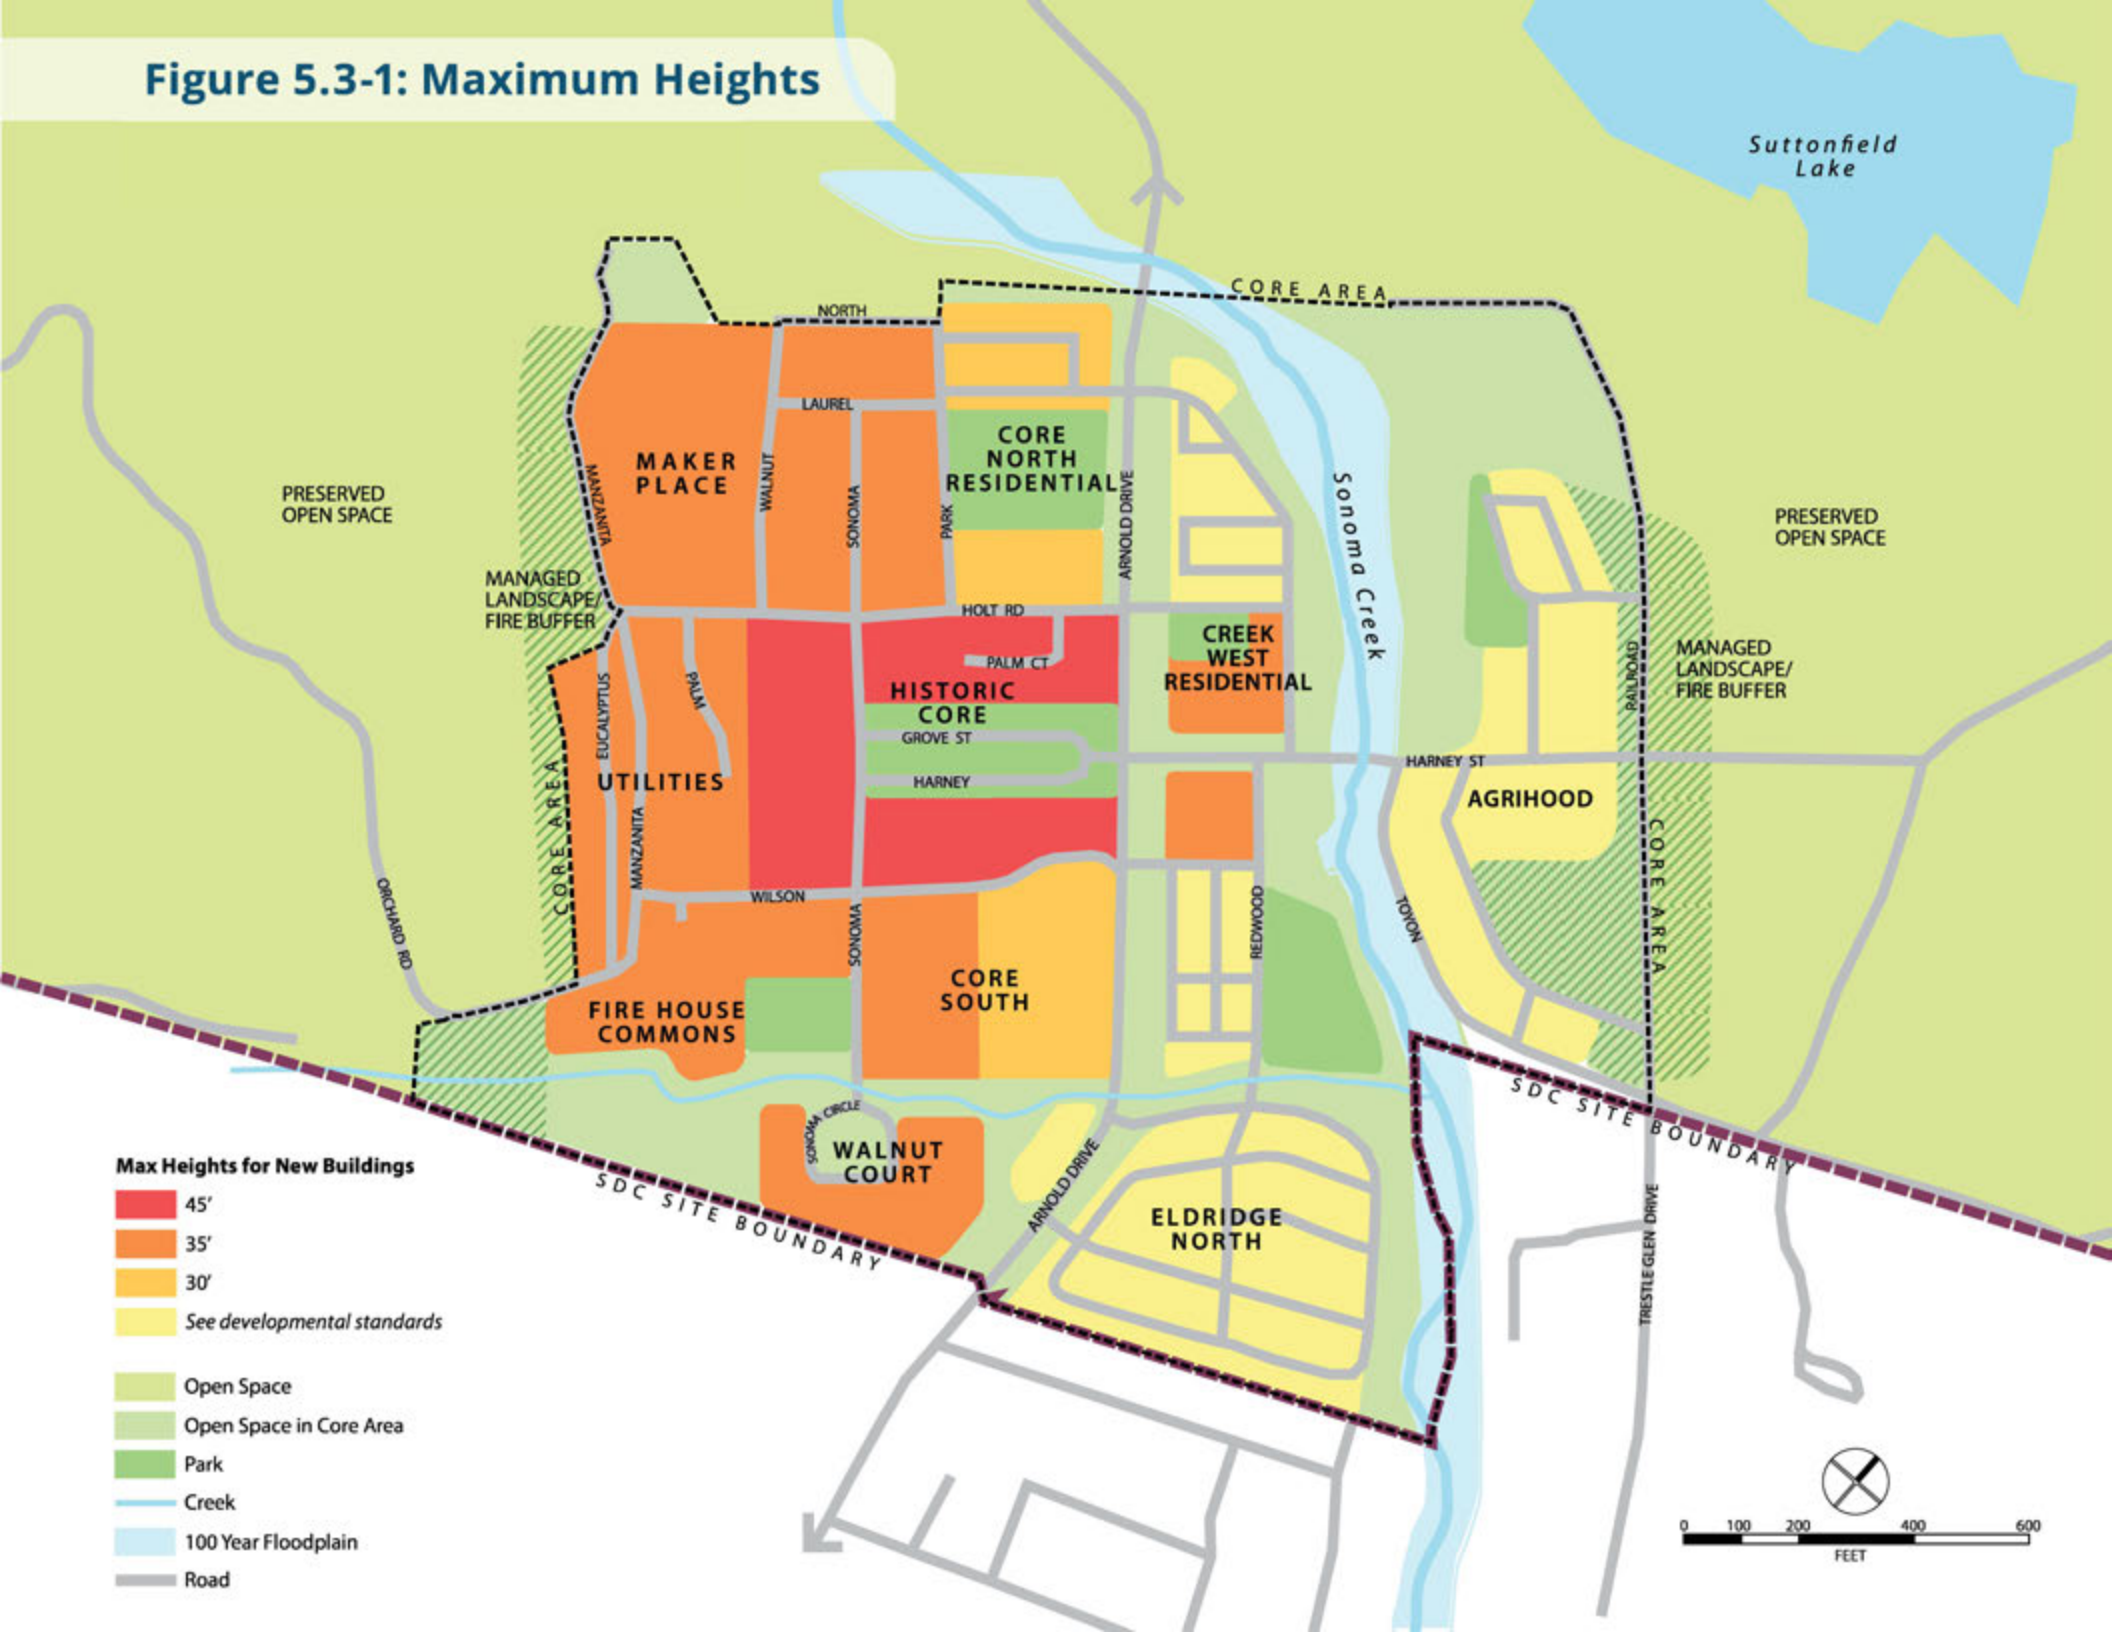 Figure 5.3-1: Maximum Heights
Suttonfield
Lake
CORE AREA
NORTH
LAUREL
MAKER
PLACE
MANZANITA
WALNUT
SONOMA
PARK
CORE
NORTH
RESIDENTIAL
ARNOLD DRIVE
Sonoma Creek
PRESERVED
OPEN SPACE
PRESERVED
OPEN SPACE
MANAGED
LANDSCAPE/
FIRE BUFFER
HOLT RD
PALM CT
HISTORIC
CORE
GROVE ST
HARNEY
CREEK
WEST
RESIDENTIAL
RAILROAD
MANAGED
LANDSCAPE/
FIRE BUFFER
EUCALYPTUS
PALM
UTILITIES
MANZANITA
CORE AREA
HARNEY ST
AGRIHOOD
CORE AREA
ORCHARD RD
WILSON
SONOMA
REDWOOD
TOYON
CORE
SOUTH
FIRE HOUSE
COMMONS
SONOMA CIRCLE
WALNUT
COURT
ARNOLD DRIVE
ELDRIDGE
NORTH
SDC SITE BOUNDARY
SDC SITE BOUNDARY
TRESTLE GLEN DRIVE
Max Heights for New Buildings
45'
35'
30'
See developmental standards
Open Space
Open Space in Core Area
Park
Creek
100 Year Floodplain
Road
0 100 200 400 600
FEET